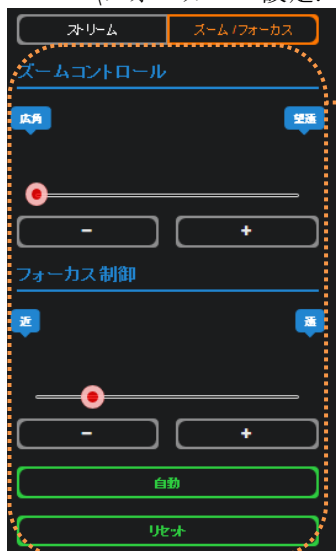 ストリーム
ズーム/フォーカス
ズームコントロール
広角
望遠
- +
フォーカス制御
近
遠
- +
自動
リセット